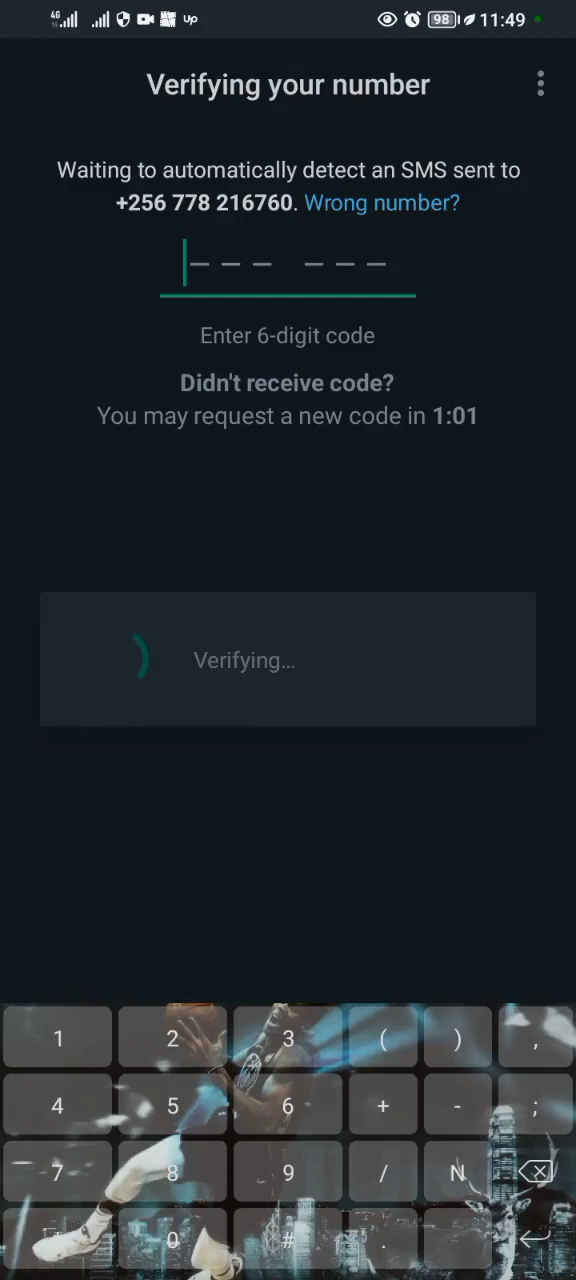 4G 98 11:49
Verifying your number
Waiting to automatically detect an SMS sent to
+256 778 216760. Wrong number?
Enter 6-digit code
Didn't receive code?
You may request a new code in 1:01
Verifying...
1 2 3 ( ) ,
4 5 6 + - ;
7 8 9 / N
0 # .